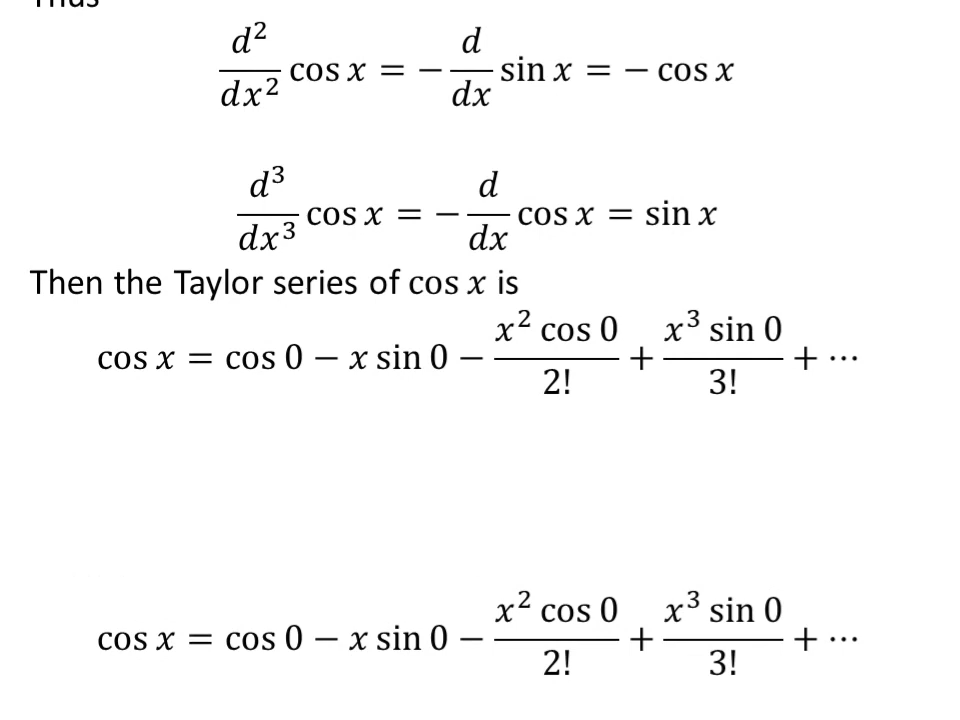 Thus
d²/dx² cos x = − d/dx sin x = − cos x
d³/dx³ cos x = − d/dx cos x = sin x
Then the Taylor series of cos x is
cos x = cos 0 − x sin 0 − x² cos 0/2! + x³ sin 0/3! + ⋯
cos x = cos 0 − x sin 0 − x² cos 0/2! + x³ sin 0/3! + ⋯